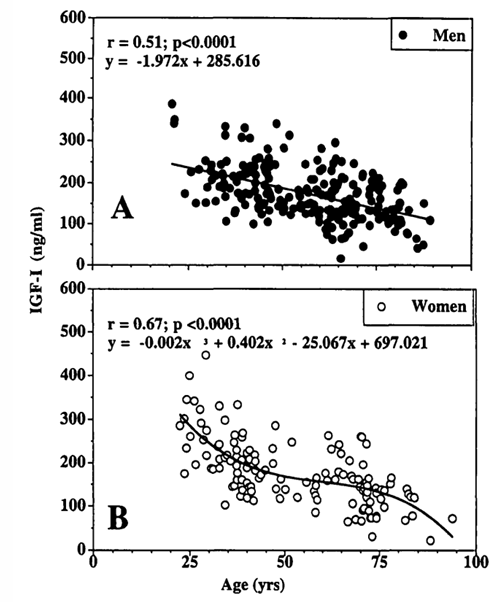 600
500
400
300
200
100
0
Men
r = 0.51; p<0.0001
y = -1.972x + 285.616
A
IGF-I (ng/ml)
600
500
400
300
200
100
0
Women
r = 0.67; p <0.0001
y = -0.002x ³ + 0.402x ² - 25.067x + 697.021
B
0 25 50 75 100
Age (yrs)